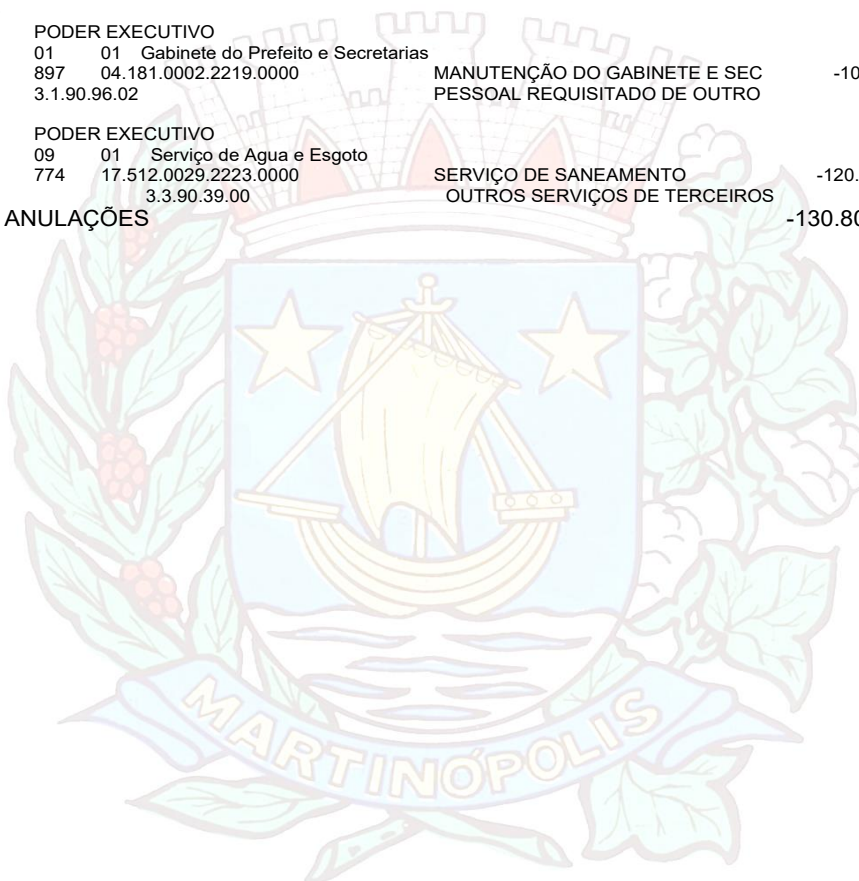 PODER EXECUTIVO
01 01 Gabinete do Prefeito e Secretarias
897 04.181.0002.2219.0000 MANUTENÇÃO DO GABINETE E SEC -10
3.1.90.96.02 PESSOAL REQUISITADO DE OUTRO
PODER EXECUTIVO
09 01 Serviço de Agua e Esgoto
774 17.512.0029.2223.0000 SERVIÇO DE SANEAMENTO -120.
3.3.90.39.00 OUTROS SERVIÇOS DE TERCEIROS
ANULAÇÕES -130.80
MARTINÓPOLIS